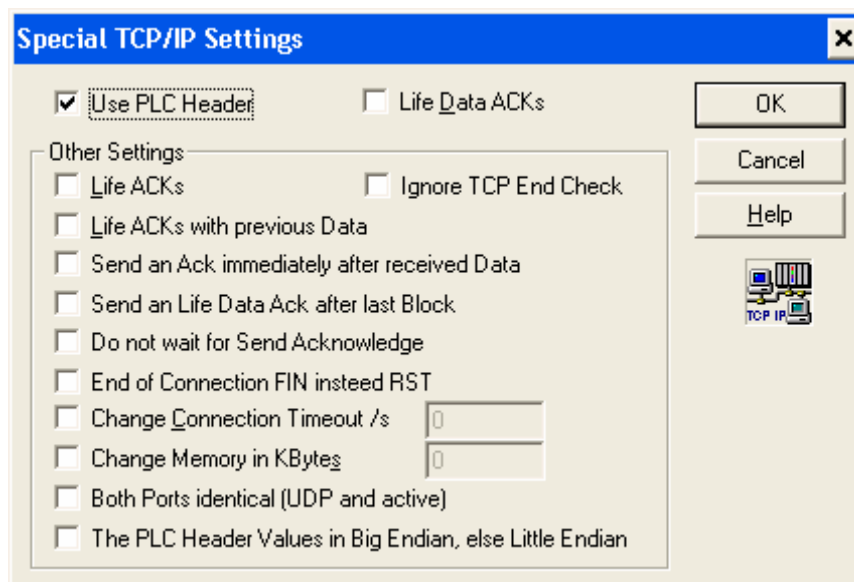 Special TCP/IP Settings
Use PLC Header
Life Data ACKs
OK
Other Settings
Cancel
Life ACKs
Ignore TCP End Check
Help
Life ACKs with previous Data
Send an Ack immediately after received Data
Send an Life Data Ack after last Block
TCP IP
Do not wait for Send Acknowledge
End of Connection FIN insteed RST
Change Connection Timeout /s
0
Change Memory in KBytes
0
Both Ports identical (UDP and active)
The PLC Header Values in Big Endian, else Little Endian